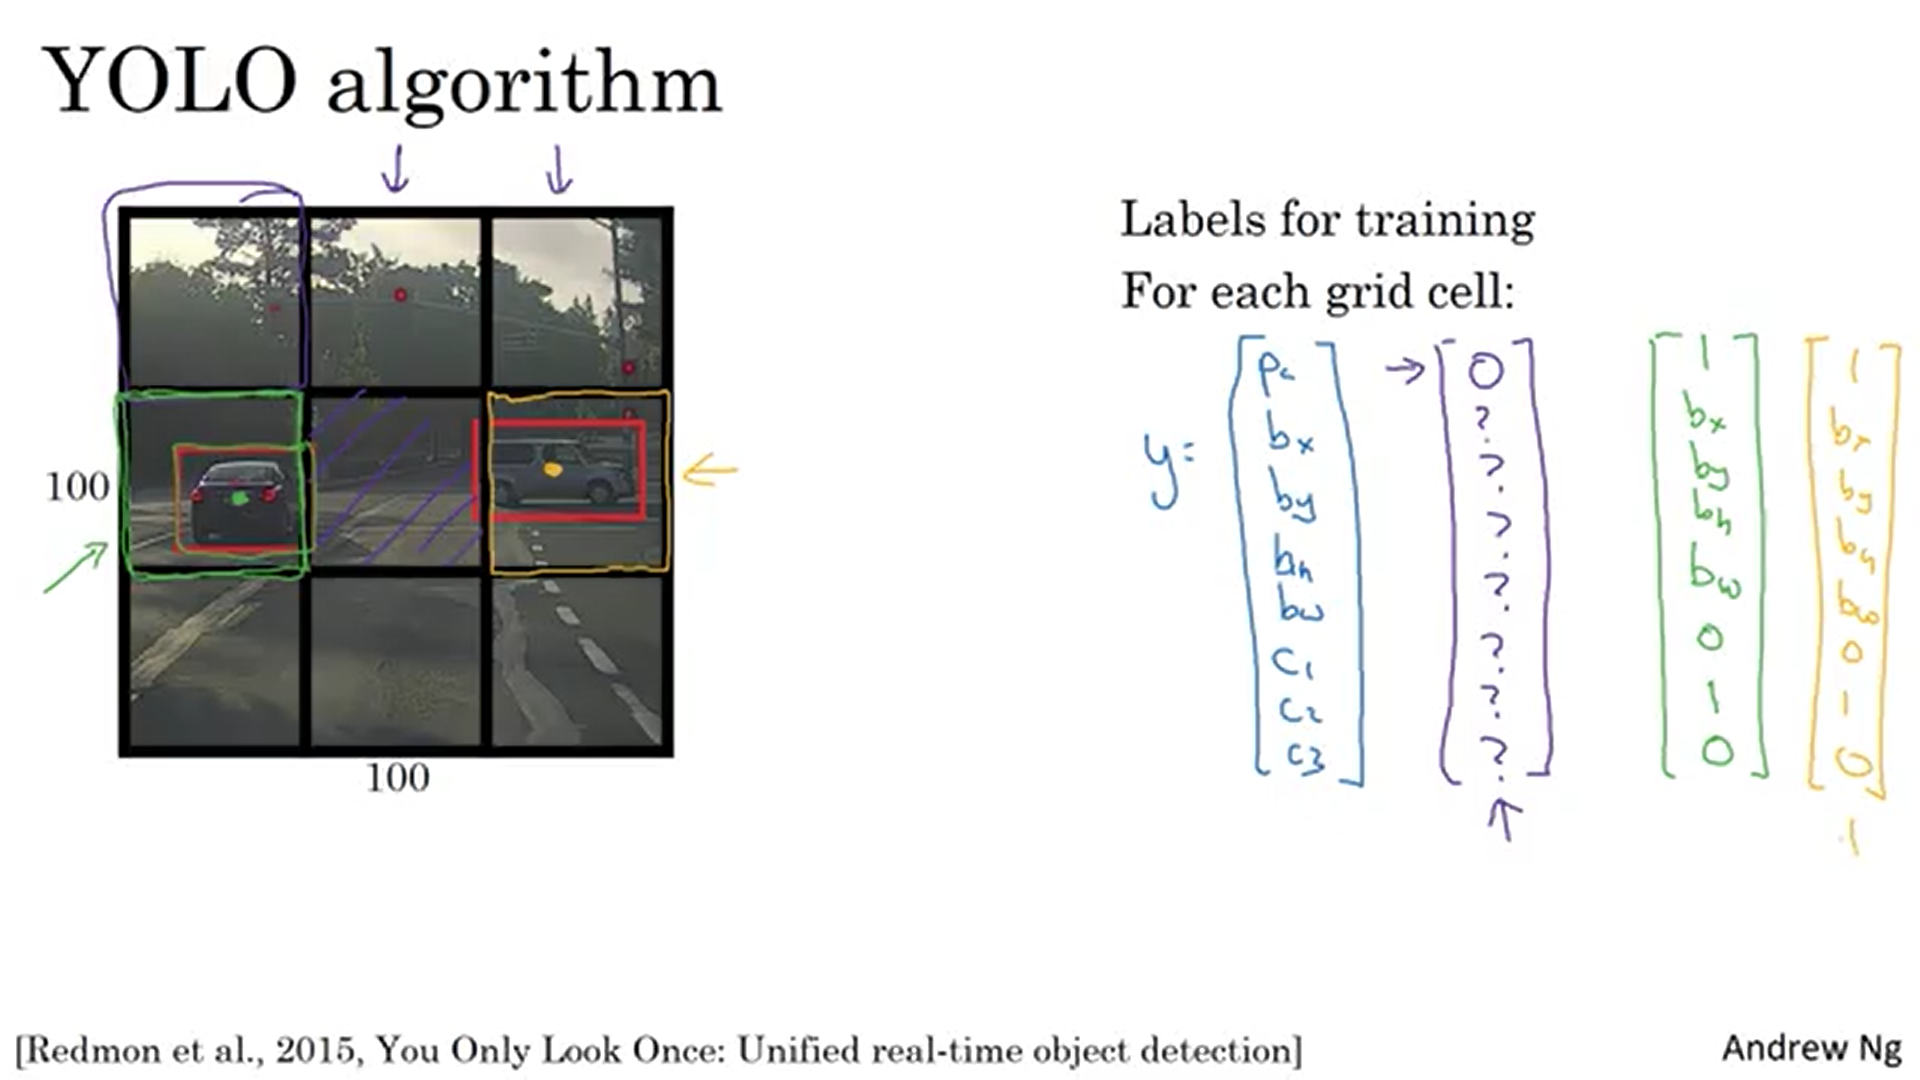 YOLO algorithm
100
100
Labels for training
For each grid cell:
y=
Pc
bx
by
bh
bw
C1
C2
C3
0
?
?
?
?
?
?
?
1
bx
by
bh
bw
0
1
0
1
bx
by
bh
bw
0
1
0
1
[Redmon et al., 2015, You Only Look Once: Unified real-time object detection]
Andrew Ng